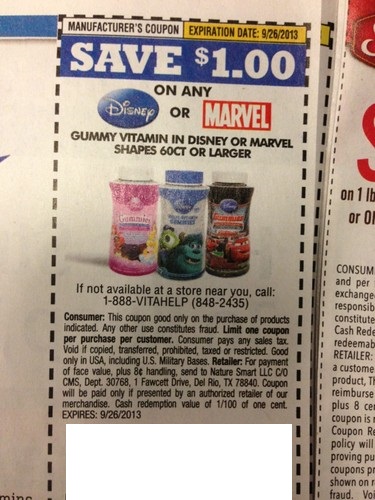 MANUFACTURER'S COUPON EXPIRATION DATE: 9/26/2013
SAVE $1.00
ON ANY
Disney OR MARVEL
GUMMY VITAMIN IN DISNEY OR MARVEL
SHAPES 60CT OR LARGER
Gummies
If not available at a store near you, call:
1-888-VITAHELP (848-2435)
Consumer: This coupon good only on the purchase of products
indicated. Any other use constitutes fraud. Limit one coupon
per purchase per customer. Consumer pays any sales tax.
Void if copied, transferred, prohibited, taxed or restricted. Good
only in USA, including U.S. Military Bases. Retailer: For payment
of face value, plus 8¢ handling, send to Nature Smart LLC C/O
CMS, Dept. 30768, 1 Fawcett Drive, Del Rio, TX 78840. Coupon
will be paid only if presented by an authorized retailer of our
merchandise. Cash redemption value of 1/100 of one cent.
EXPIRES: 9/26/2013
on 1 lb
or
CONSUM
and per
exchange
responsib
constitute
Cash Rede
redeemab
RETAILER:
a custome
product, Th
reimburse
plus 8 cen
coupon is r
Coupon Re
policy will
proving pu
coupons pr
shown on r
fraud. Voi